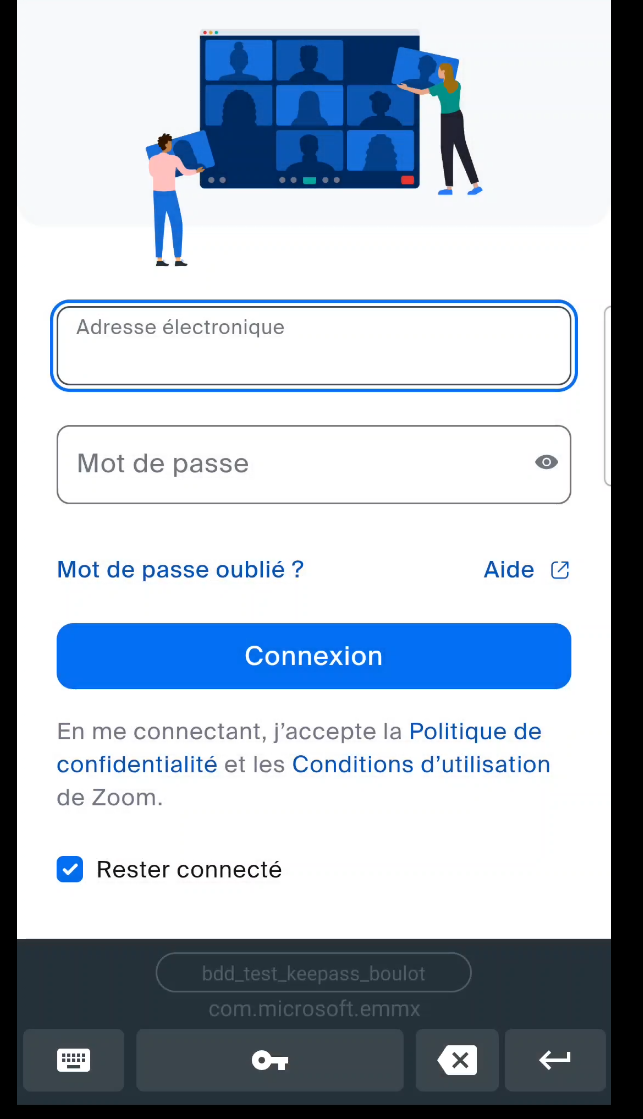 Adresse électronique
Mot de passe
Mot de passe oublié ?
Aide
Connexion
En me connectant, j’accepte la Politique de
confidentialité et les Conditions d’utilisation
de Zoom.
Rester connecté
bdd_test_keepass_boulot
com.microsoft.emmx